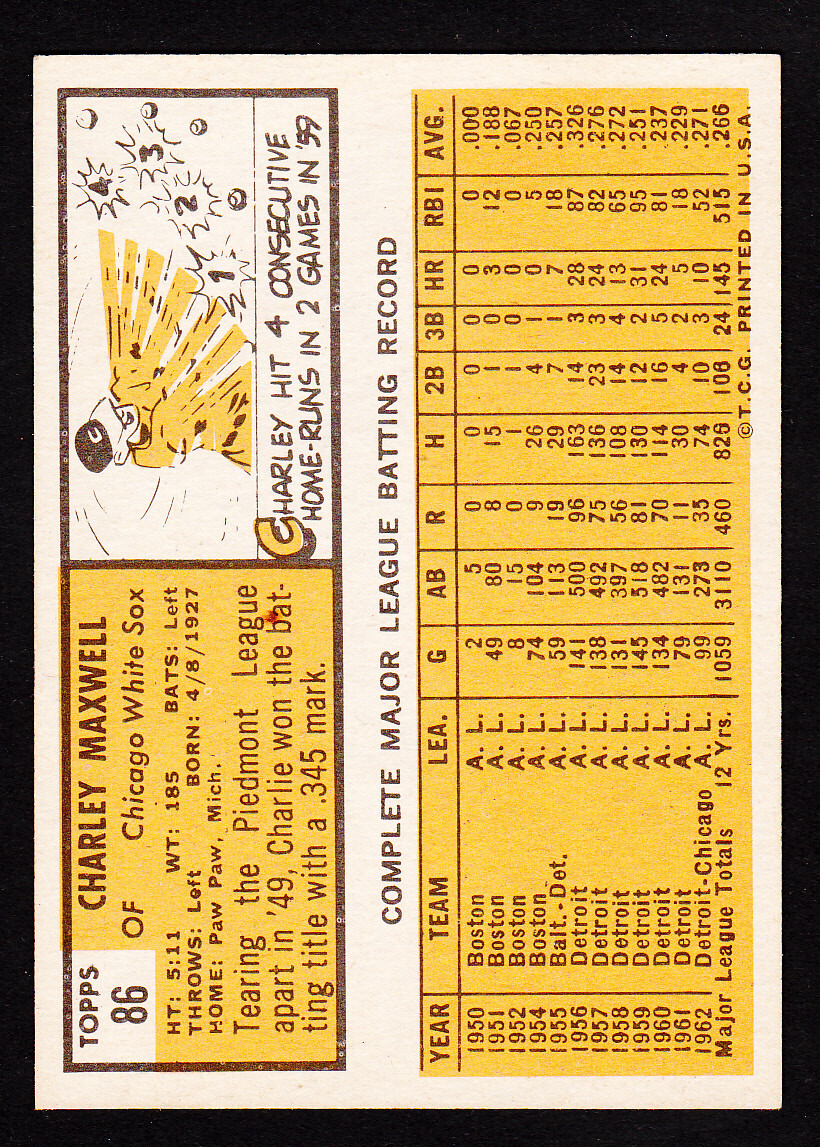 TOPPS
86
CHARLEY MAXWELL
OF Chicago White Sox
HT: 5:11 WT: 185 BATS: Left
THROWS: Left BORN: 4/8/1927
HOME: Paw Paw, Mich.
Tearing the Piedmont League
apart in '49, Charlie won the bat-
ting title with a .345 mark.
C
1
2
3
4
CHARLEY HIT 4 CONSECUTIVE
HOME-RUNS IN 2 GAMES IN '59
COMPLETE MAJOR LEAGUE BATTING RECORD
YEAR TEAM LEA. G AB R H 2B 3B HR RBI AVG.
1950 Boston A. L. 2 5 0 0 0 0 0 0 .000
1951 Boston A. L. 49 80 8 15 1 0 3 12 .188
1952 Boston A. L. 8 15 0 1 1 0 0 0 .067
1954 Boston A. L. 74 104 9 26 4 1 0 5 .250
1955 Balt.-Det. A. L. 59 113 19 29 7 1 7 18 .257
1956 Detroit A. L. 141 500 96 163 14 3 28 87 .326
1957 Detroit A. L. 138 492 75 136 23 3 24 82 .276
1958 Detroit A. L. 131 397 56 108 14 4 13 65 .272
1959 Detroit A. L. 145 518 81 130 12 2 31 95 .251
1960 Detroit A. L. 134 482 70 114 16 5 24 81 .237
1961 Detroit A. L. 79 131 11 30 4 2 5 18 .229
1962 Detroit-Chicago A. L. 99 273 35 74 10 3 10 52 .271
Major League Totals 12 Yrs. 1059 3110 460 826 106 24 145 515 .266
©T.C.G. PRINTED IN U.S.A.